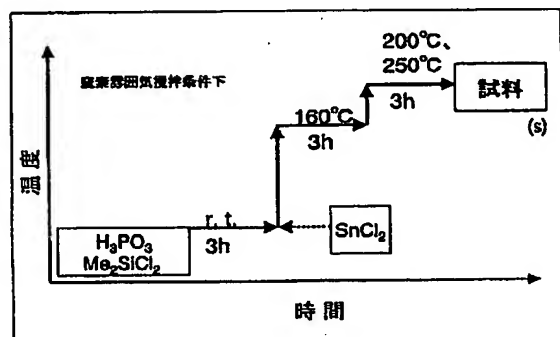 200℃、
250℃
窒素雰囲気撹拌条件下
試料
160℃
3h
3h
(s)
温度
r. t.
H₃PO₃
Me₂SiCl₂
3h
SnCl₂
時間